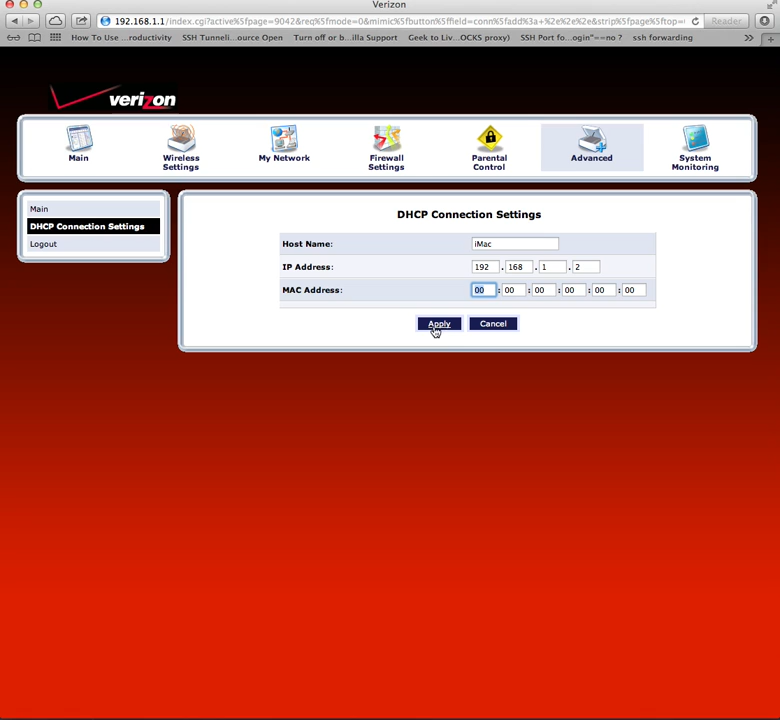 Verizon
192.168.1.1/index.cgi?active%5fpage=9042&req%5fmode=0&mimic%5fbutton%5ffield=conn%5fadd%3a+%2e%2e%2e&strip%5fpage%5ftop=
Reader
How To Use ...roductivity SSH Tunneli...ource Open Turn off or b...illa Support Geek to Liv...OCKS proxy) SSH Port fo...ogin"==no ? ssh forwarding
verizon
Main
Wireless Settings
My Network
Firewall Settings
Parental Control
Advanced
System Monitoring
Main
DHCP Connection Settings
Logout
DHCP Connection Settings
Host Name: iMac
IP Address: 192 . 168 . 1 . 2
MAC Address: 00 : 00 : 00 : 00 : 00 : 00
Apply Cancel